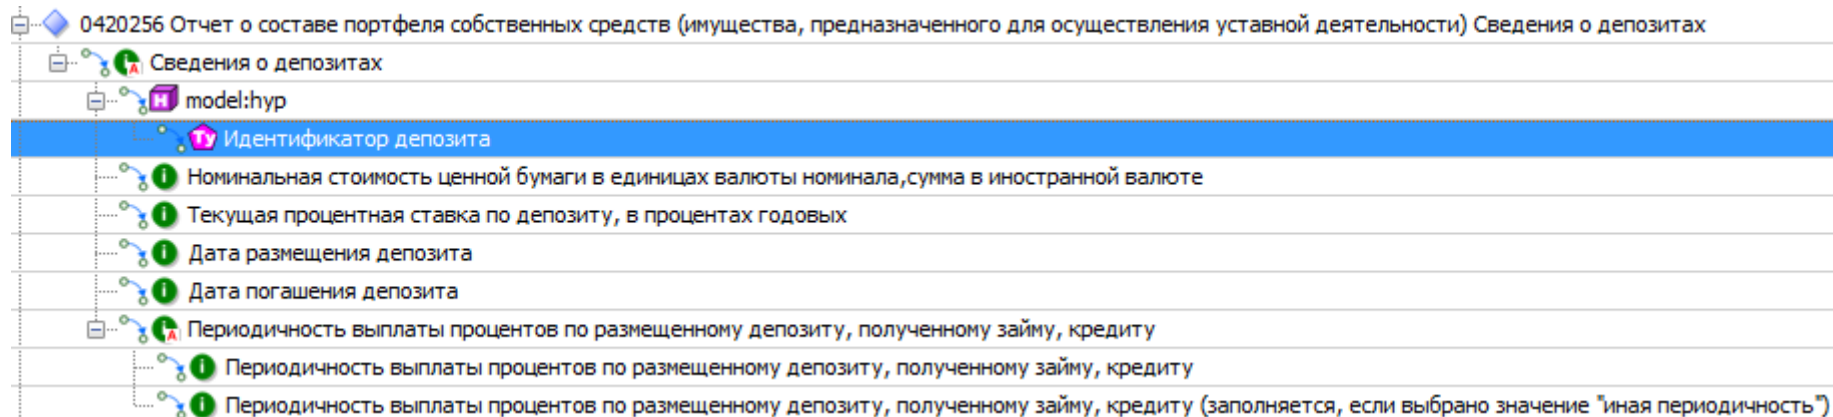 0420256 Отчет о составе портфеля собственных средств (имущества, предназначенного для осуществления уставной деятельности) Сведения о депозитах
Сведения о депозитах
model:hyp
Идентификатор депозита
Номинальная стоимость ценной бумаги в единицах валюты номинала,сумма в иностранной валюте
Текущая процентная ставка по депозиту, в процентах годовых
Дата размещения депозита
Дата погашения депозита
Периодичность выплаты процентов по размещенному депозиту, полученному займу, кредиту
Периодичность выплаты процентов по размещенному депозиту, полученному займу, кредиту
Периодичность выплаты процентов по размещенному депозиту, полученному займу, кредиту (заполняется, если выбрано значение "иная периодичность")